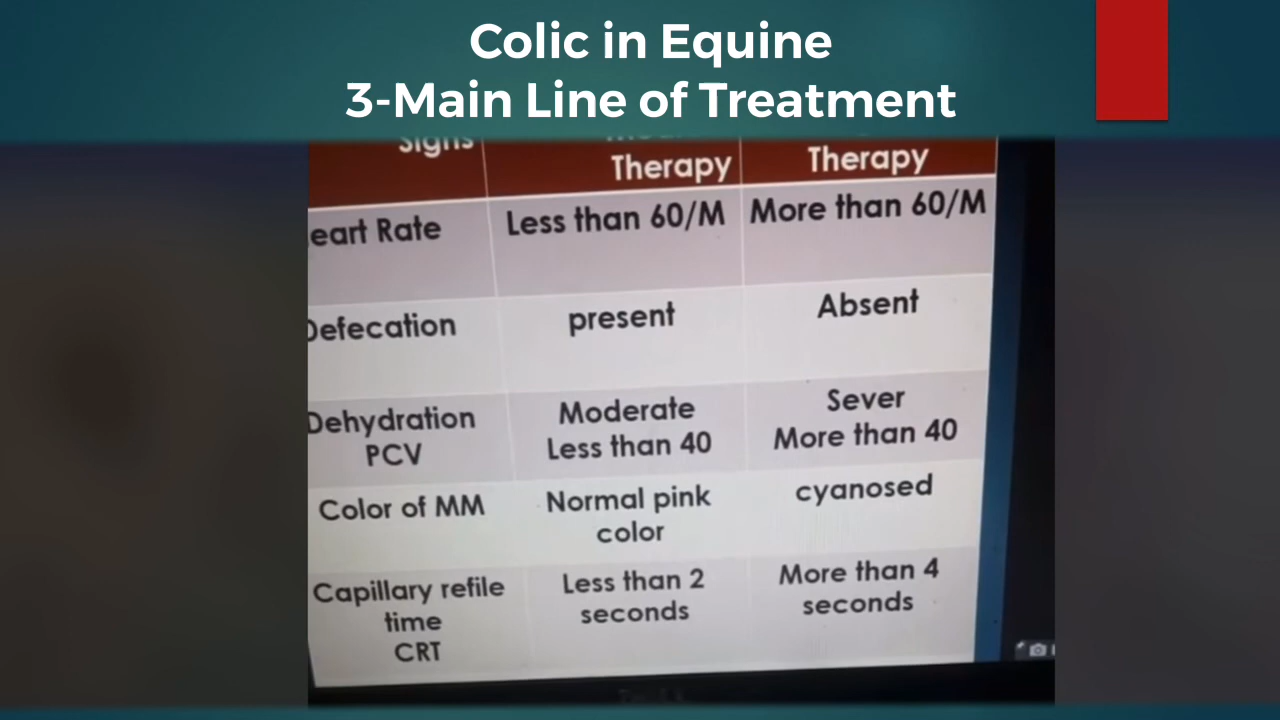 Colic in Equine
3-Main Line of Treatment
Signs
Therapy
Therapy
eart Rate
Less than 60/M
More than 60/M
Defecation
present
Absent
Dehydration
PCV
Moderate
Less than 40
Sever
More than 40
Color of MM
Normal pink
color
cyanosed
Capillary refile
time
CRT
Less than 2
seconds
More than 4
seconds